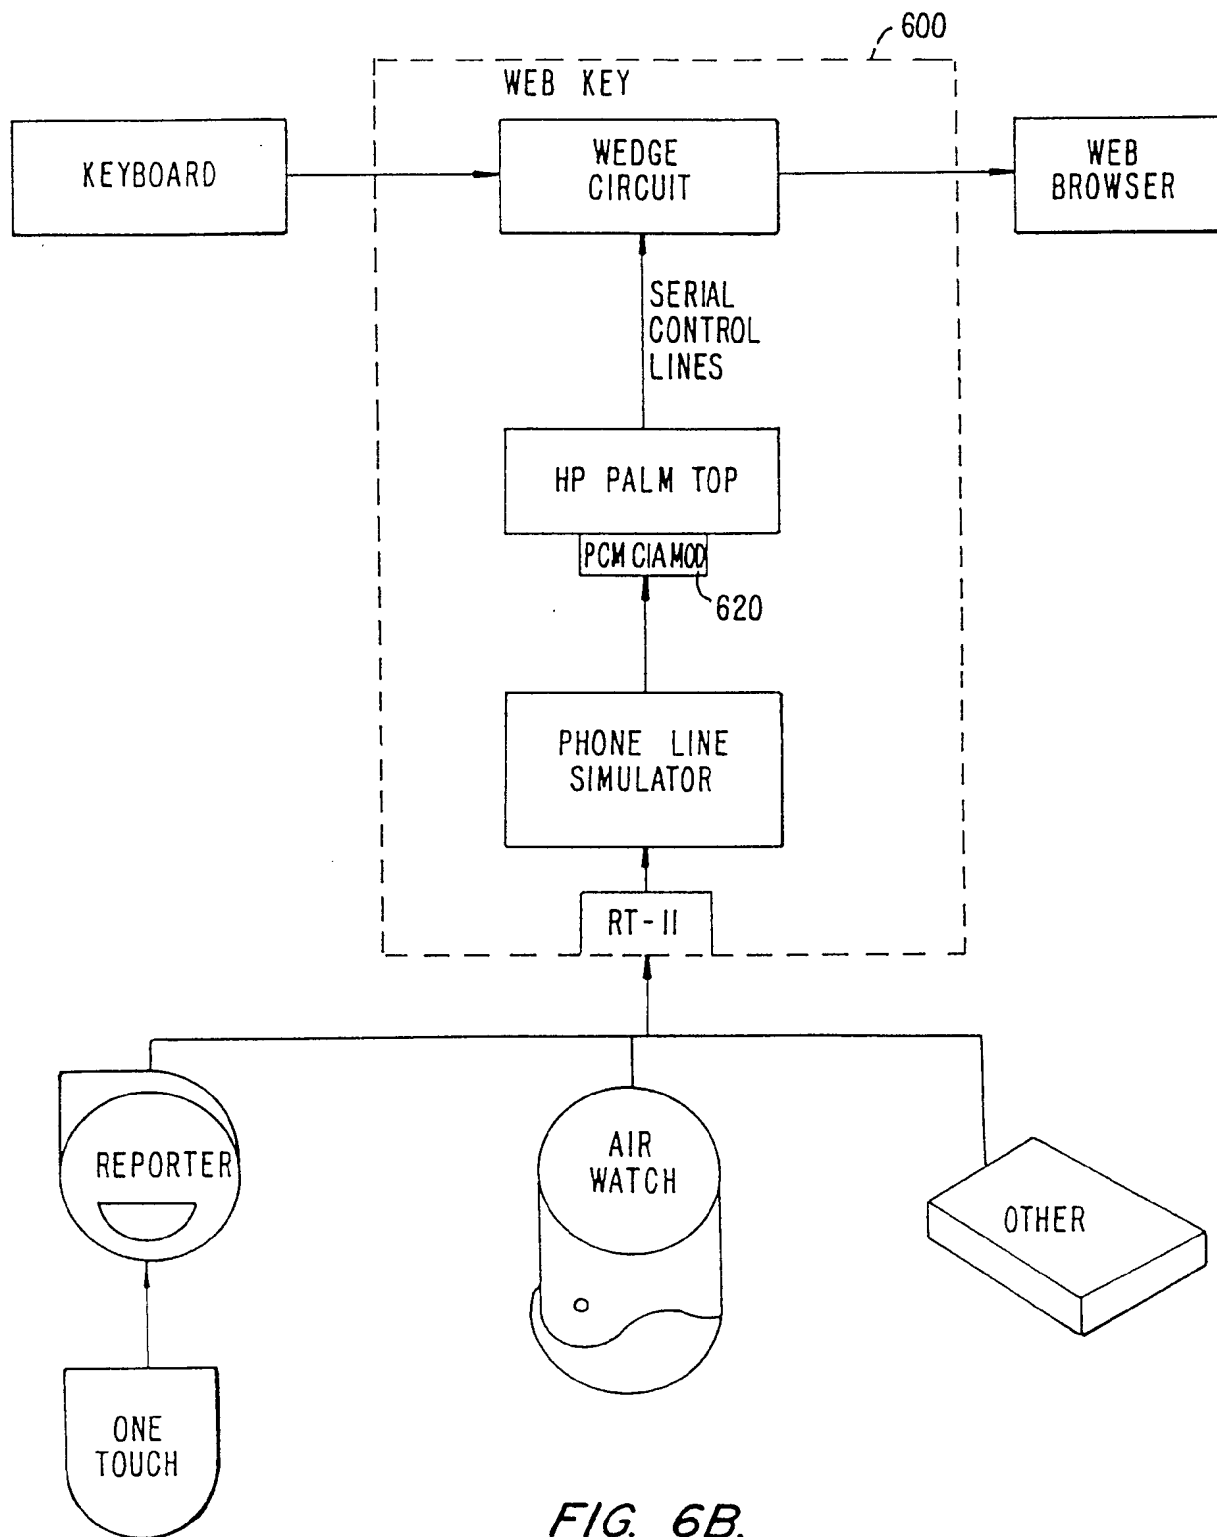 600
WEB KEY
KEYBOARD
WEDGE
CIRCUIT
WEB
BROWSER
SERIAL
CONTROL
LINES
HP PALM TOP
PCMCIA MOD
620
PHONE LINE
SIMULATOR
RT-11
REPORTER
AIR
WATCH
OTHER
ONE
TOUCH
FIG. 6B.